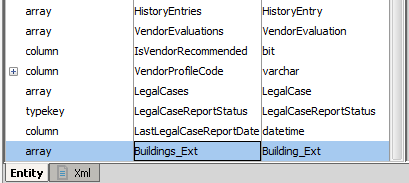 array HistoryEntries HistoryEntry
array VendorEvaluations VendorEvaluation
column IsVendorRecommended bit
column VendorProfileCode varchar
array LegalCases LegalCase
typekey LegalCaseReportStatus LegalCaseReportStatus
column LastLegalCaseReportDate datetime
array Buildings_Ext Building_Ext
Entity Xml